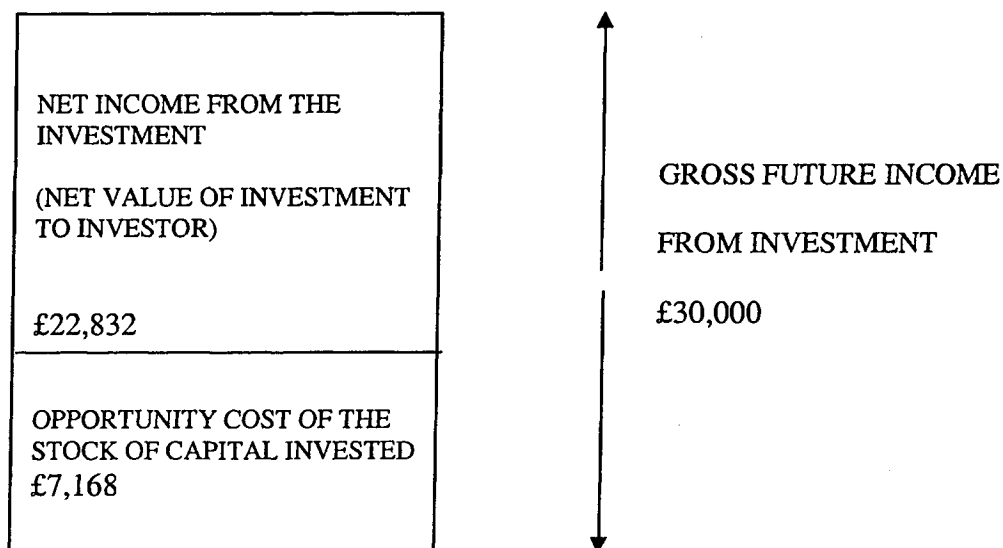 NET INCOME FROM THE
INVESTMENT
(NET VALUE OF INVESTMENT
TO INVESTOR)
£22,832
OPPORTUNITY COST OF THE
STOCK OF CAPITAL INVESTED
£7,168
GROSS FUTURE INCOME
FROM INVESTMENT
£30,000